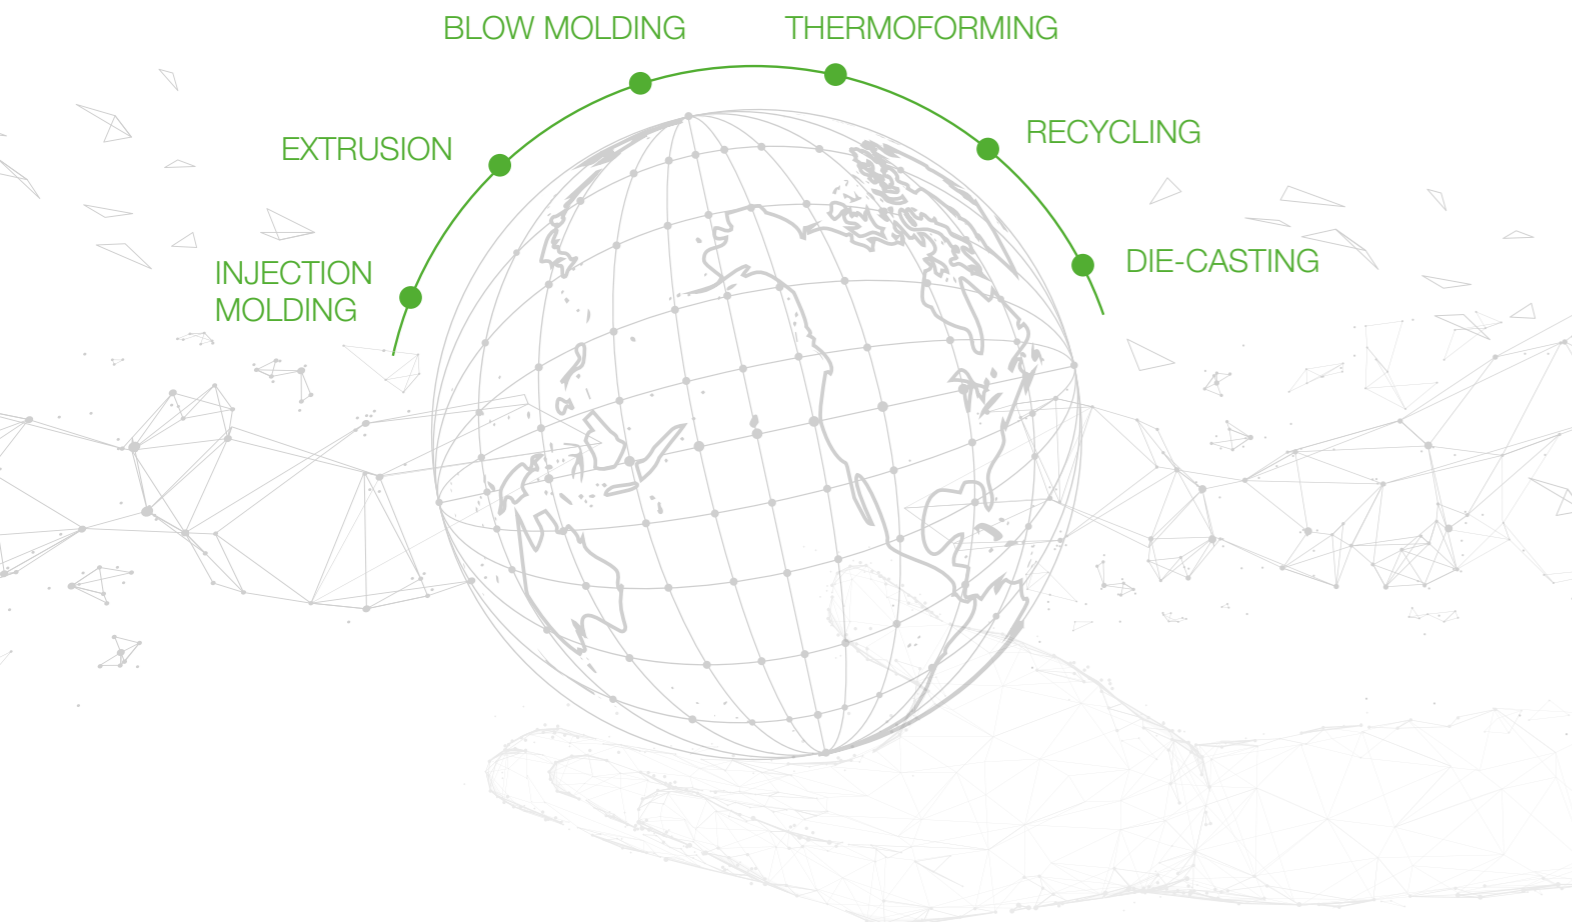 BLOW MOLDING
THERMOFORMING
EXTRUSION
RECYCLING
INJECTION
MOLDING
DIE-CASTING